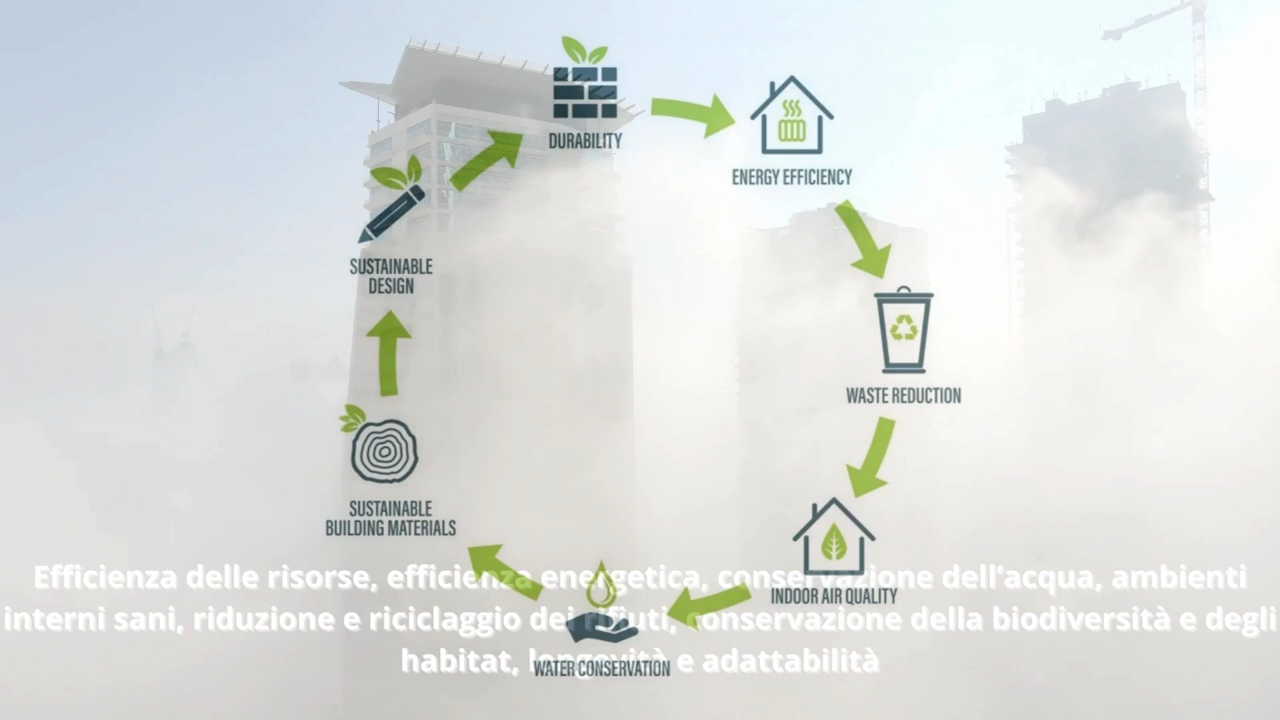 DURABILITY
ENERGY EFFICIENCY
SUSTAINABLE
DESIGN
WASTE REDUCTION
SUSTAINABLE
BUILDING MATERIALS
INDOOR AIR QUALITY
WATER CONSERVATION
Efficienza delle risorse, efficienza energetica, conservazione dell'acqua, ambienti
interni sani, riduzione e riciclaggio dei rifiuti, conservazione della biodiversità e degli
habitat, longevità e adattabilità